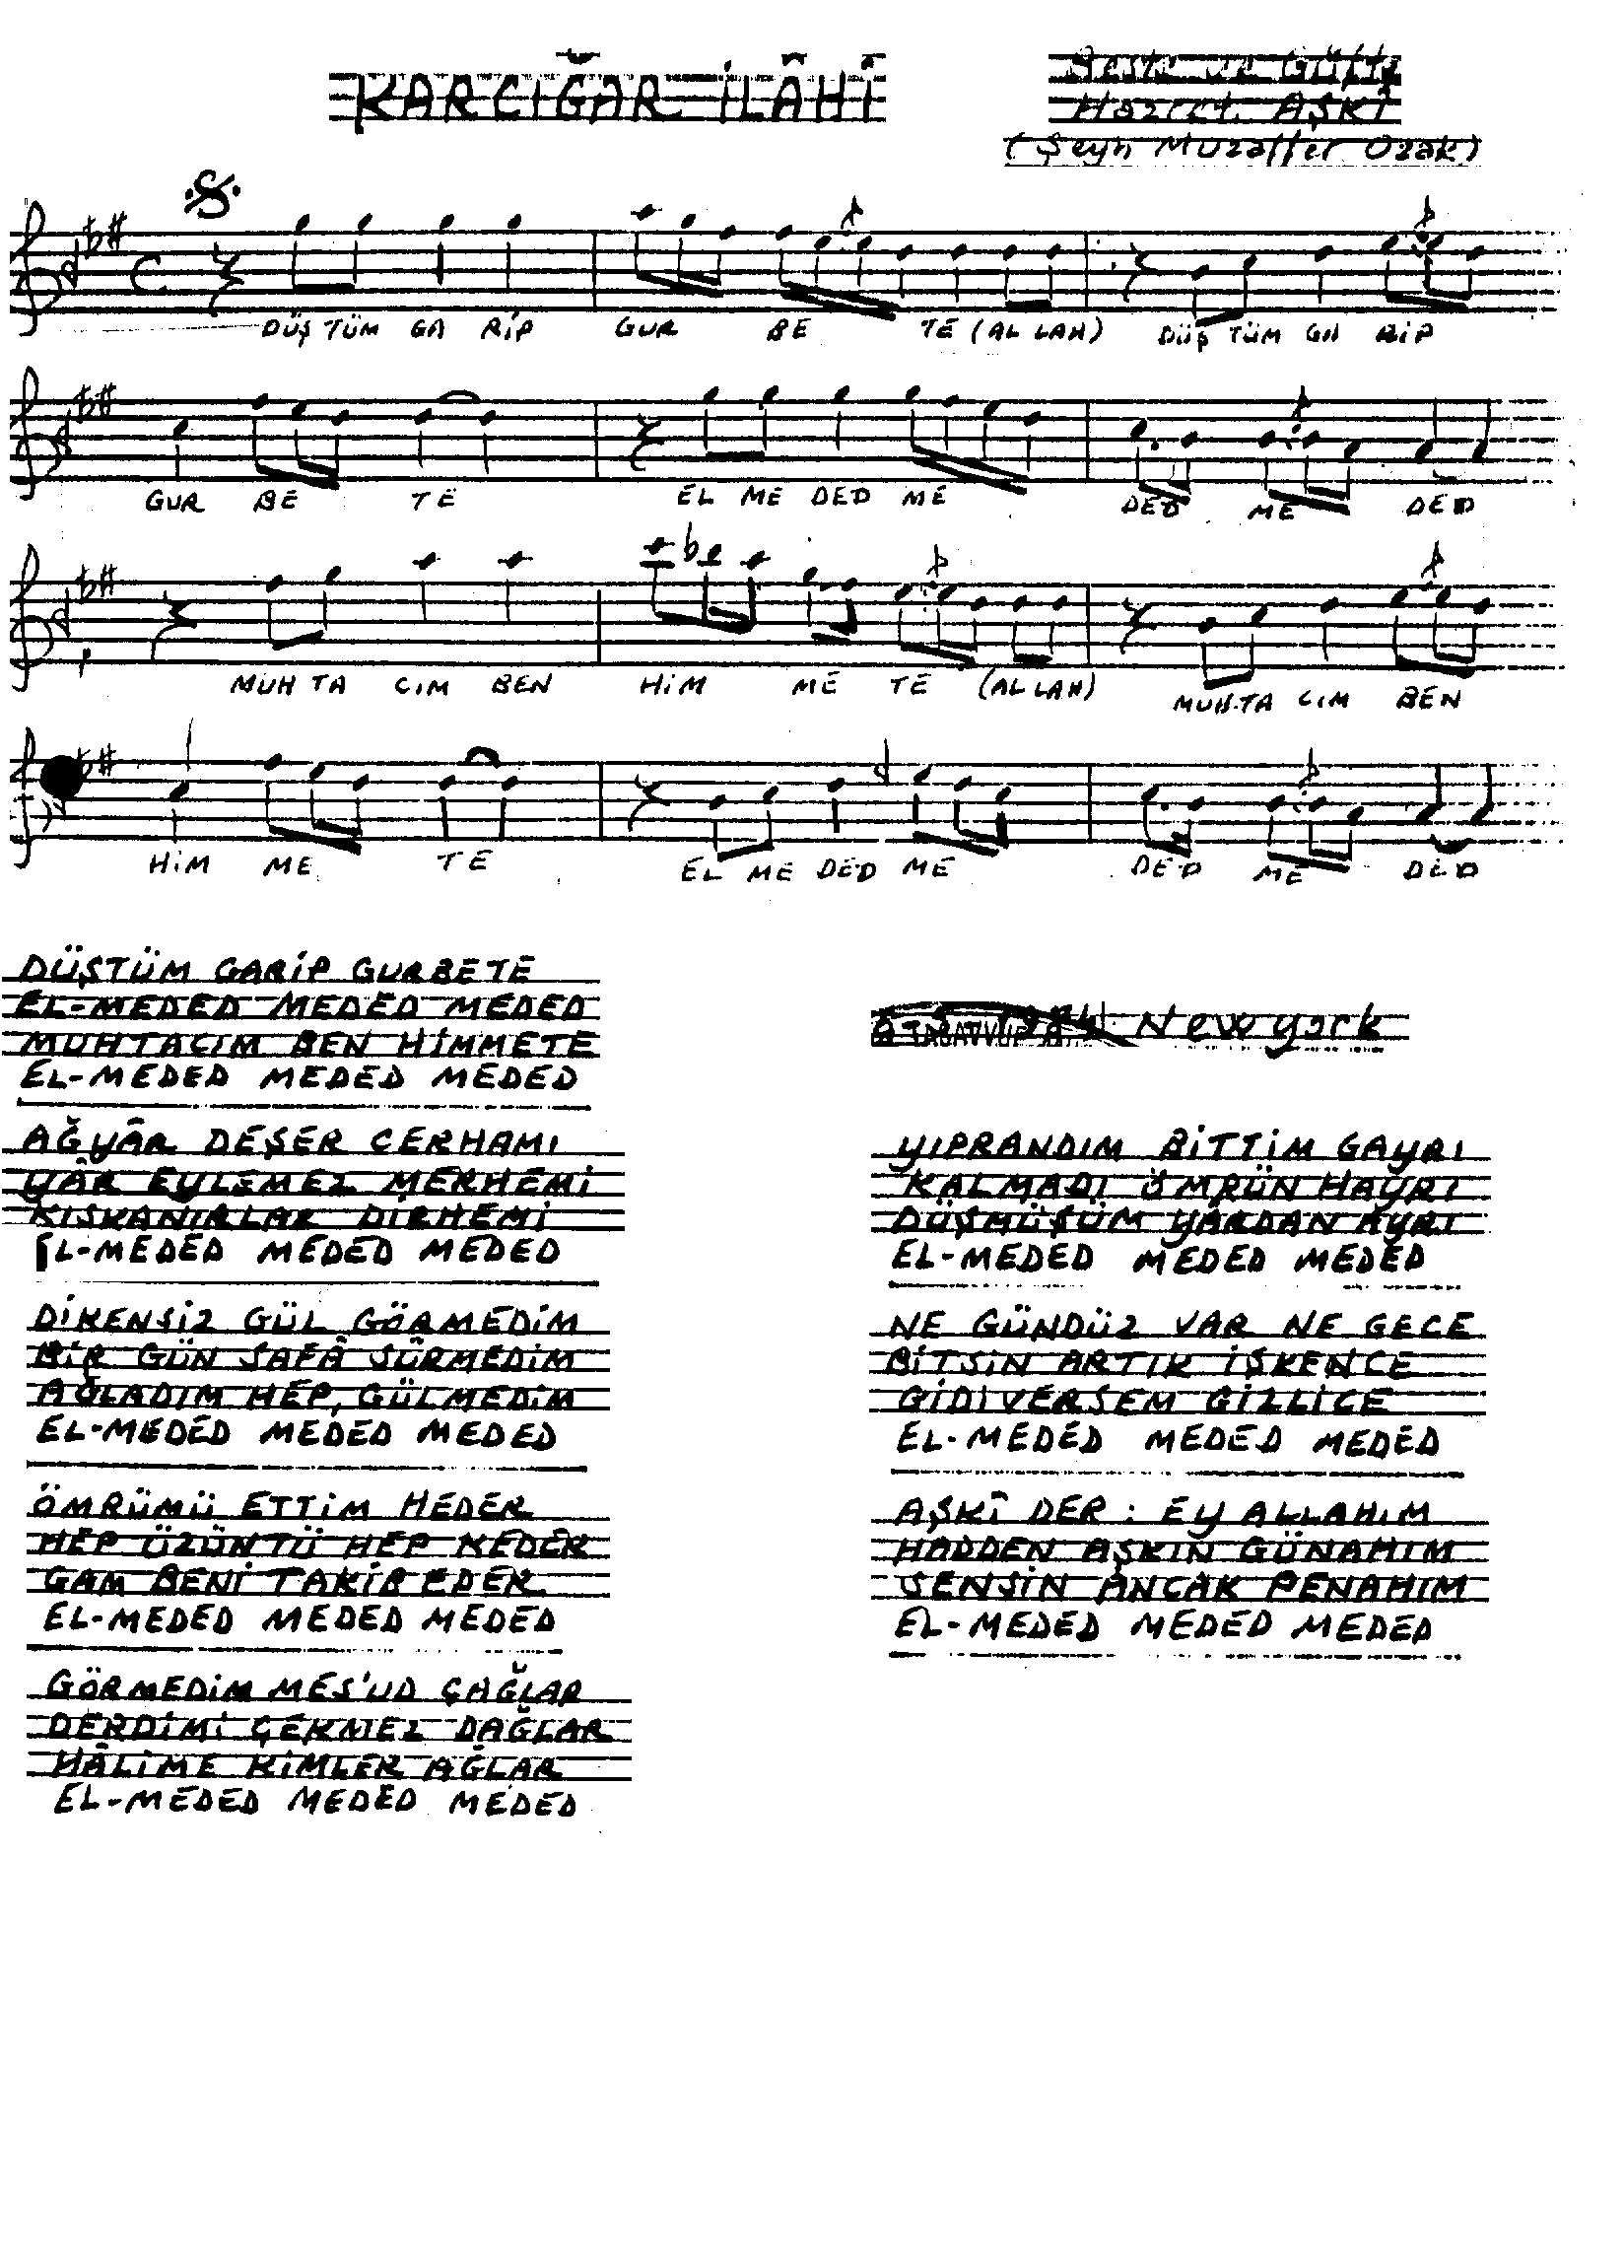 KARCIĞAR İLÂHİ
Beste ve Güfte
Hazret. AŞKÎ
(Şeyh Muzaffer Ozak)
DÜŞ TÜM GA RİP GUR BE TE (AL LAH) DÜŞ TÜM GA RİP
GUR BE TE EL ME DED ME DED ME DED
MUH TA CIM BEN HİM ME TE (AL LAH) MUH-TA CIM BEN
HİM ME TE EL ME DED ME DED ME DED
DÜŞTÜM GARİP GURBETE
EL-MEDED MEDED MEDED
MUHTACIM BEN HİMMETE
EL-MEDED MEDED MEDED
1984 Newyork
AĞYÂR DEŞER CERHAMI
YÂR EYLEMEZ MERHEMİ
KISKANIRLAR DİRHEMİ
EL-MEDED MEDED MEDED
DİKENSİZ GÜL GÖRMEDİM
BİR GÜN SAFÂ SÜRMEDİM
AĞLADIM HEP, GÜLMEDİM
EL-MEDED MEDED MEDED
ÖMRÜMÜ ETTİM HEDER
HEP ÜZÜNTÜ HEP KEDER
GAM BENİ TAKİP EDER
EL-MEDED MEDED MEDED
GÖRMEDİM MES'UD ÇAĞLAR
DERDİMİ ÇEKMEZ DAĞLAR
HÂLİME KİMLER AĞLAR
EL-MEDED MEDED MEDED
YIPRANDIM BİTTİM GAYRI
KALMADI ÖMRÜN HAYRI
DÜŞMÜŞÜM YÂRDAN AYRI
EL-MEDED MEDED MEDED
NE GÜNDÜZ VAR NE GECE
BİTSİN ARTIK İŞKENCE
GİDİVERSEM GİZLİCE
EL-MEDED MEDED MEDED
AŞKÎ DER : EY ALLAHIM
HADDEN AŞKIN GÜNAHIM
SENSİN ANCAK PENAHIM
EL-MEDED MEDED MEDED